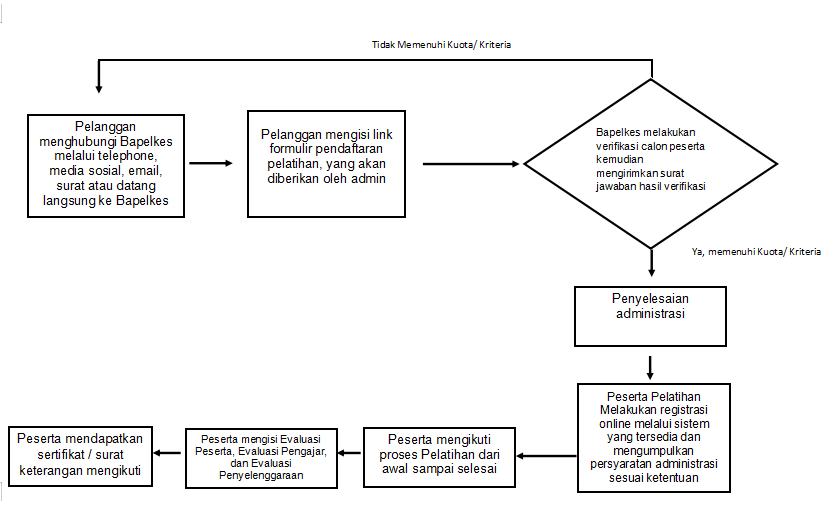 Tidak Memenuhi Kuota/ Kriteria
Pelanggan
menghubungi Bapelkes
melalui telephone,
media sosial, email,
surat atau datang
langsung ke Bapelkes
Pelanggan mengisi link
formulir pendaftaran
pelatihan, yang akan
diberikan oleh admin
Bapelkes melakukan
verifikasi calon peserta
kemudian
mengirimkan surat
jawaban hasil verifikasi
Ya, memenuhi Kuota/ Kriteria
Penyelesaian
administrasi
Peserta Pelatihan
Melakukan registrasi
online melalui sistem
yang tersedia dan
mengumpulkan
persyaratan administrasi
sesuai ketentuan
Peserta mengikuti
proses Pelatihan dari
awal sampai selesai
Peserta mengisi Evaluasi
Peserta, Evaluasi Pengajar,
dan Evaluasi
Penyelenggaraan
Peserta mendapatkan
sertifikat / surat
keterangan mengikuti